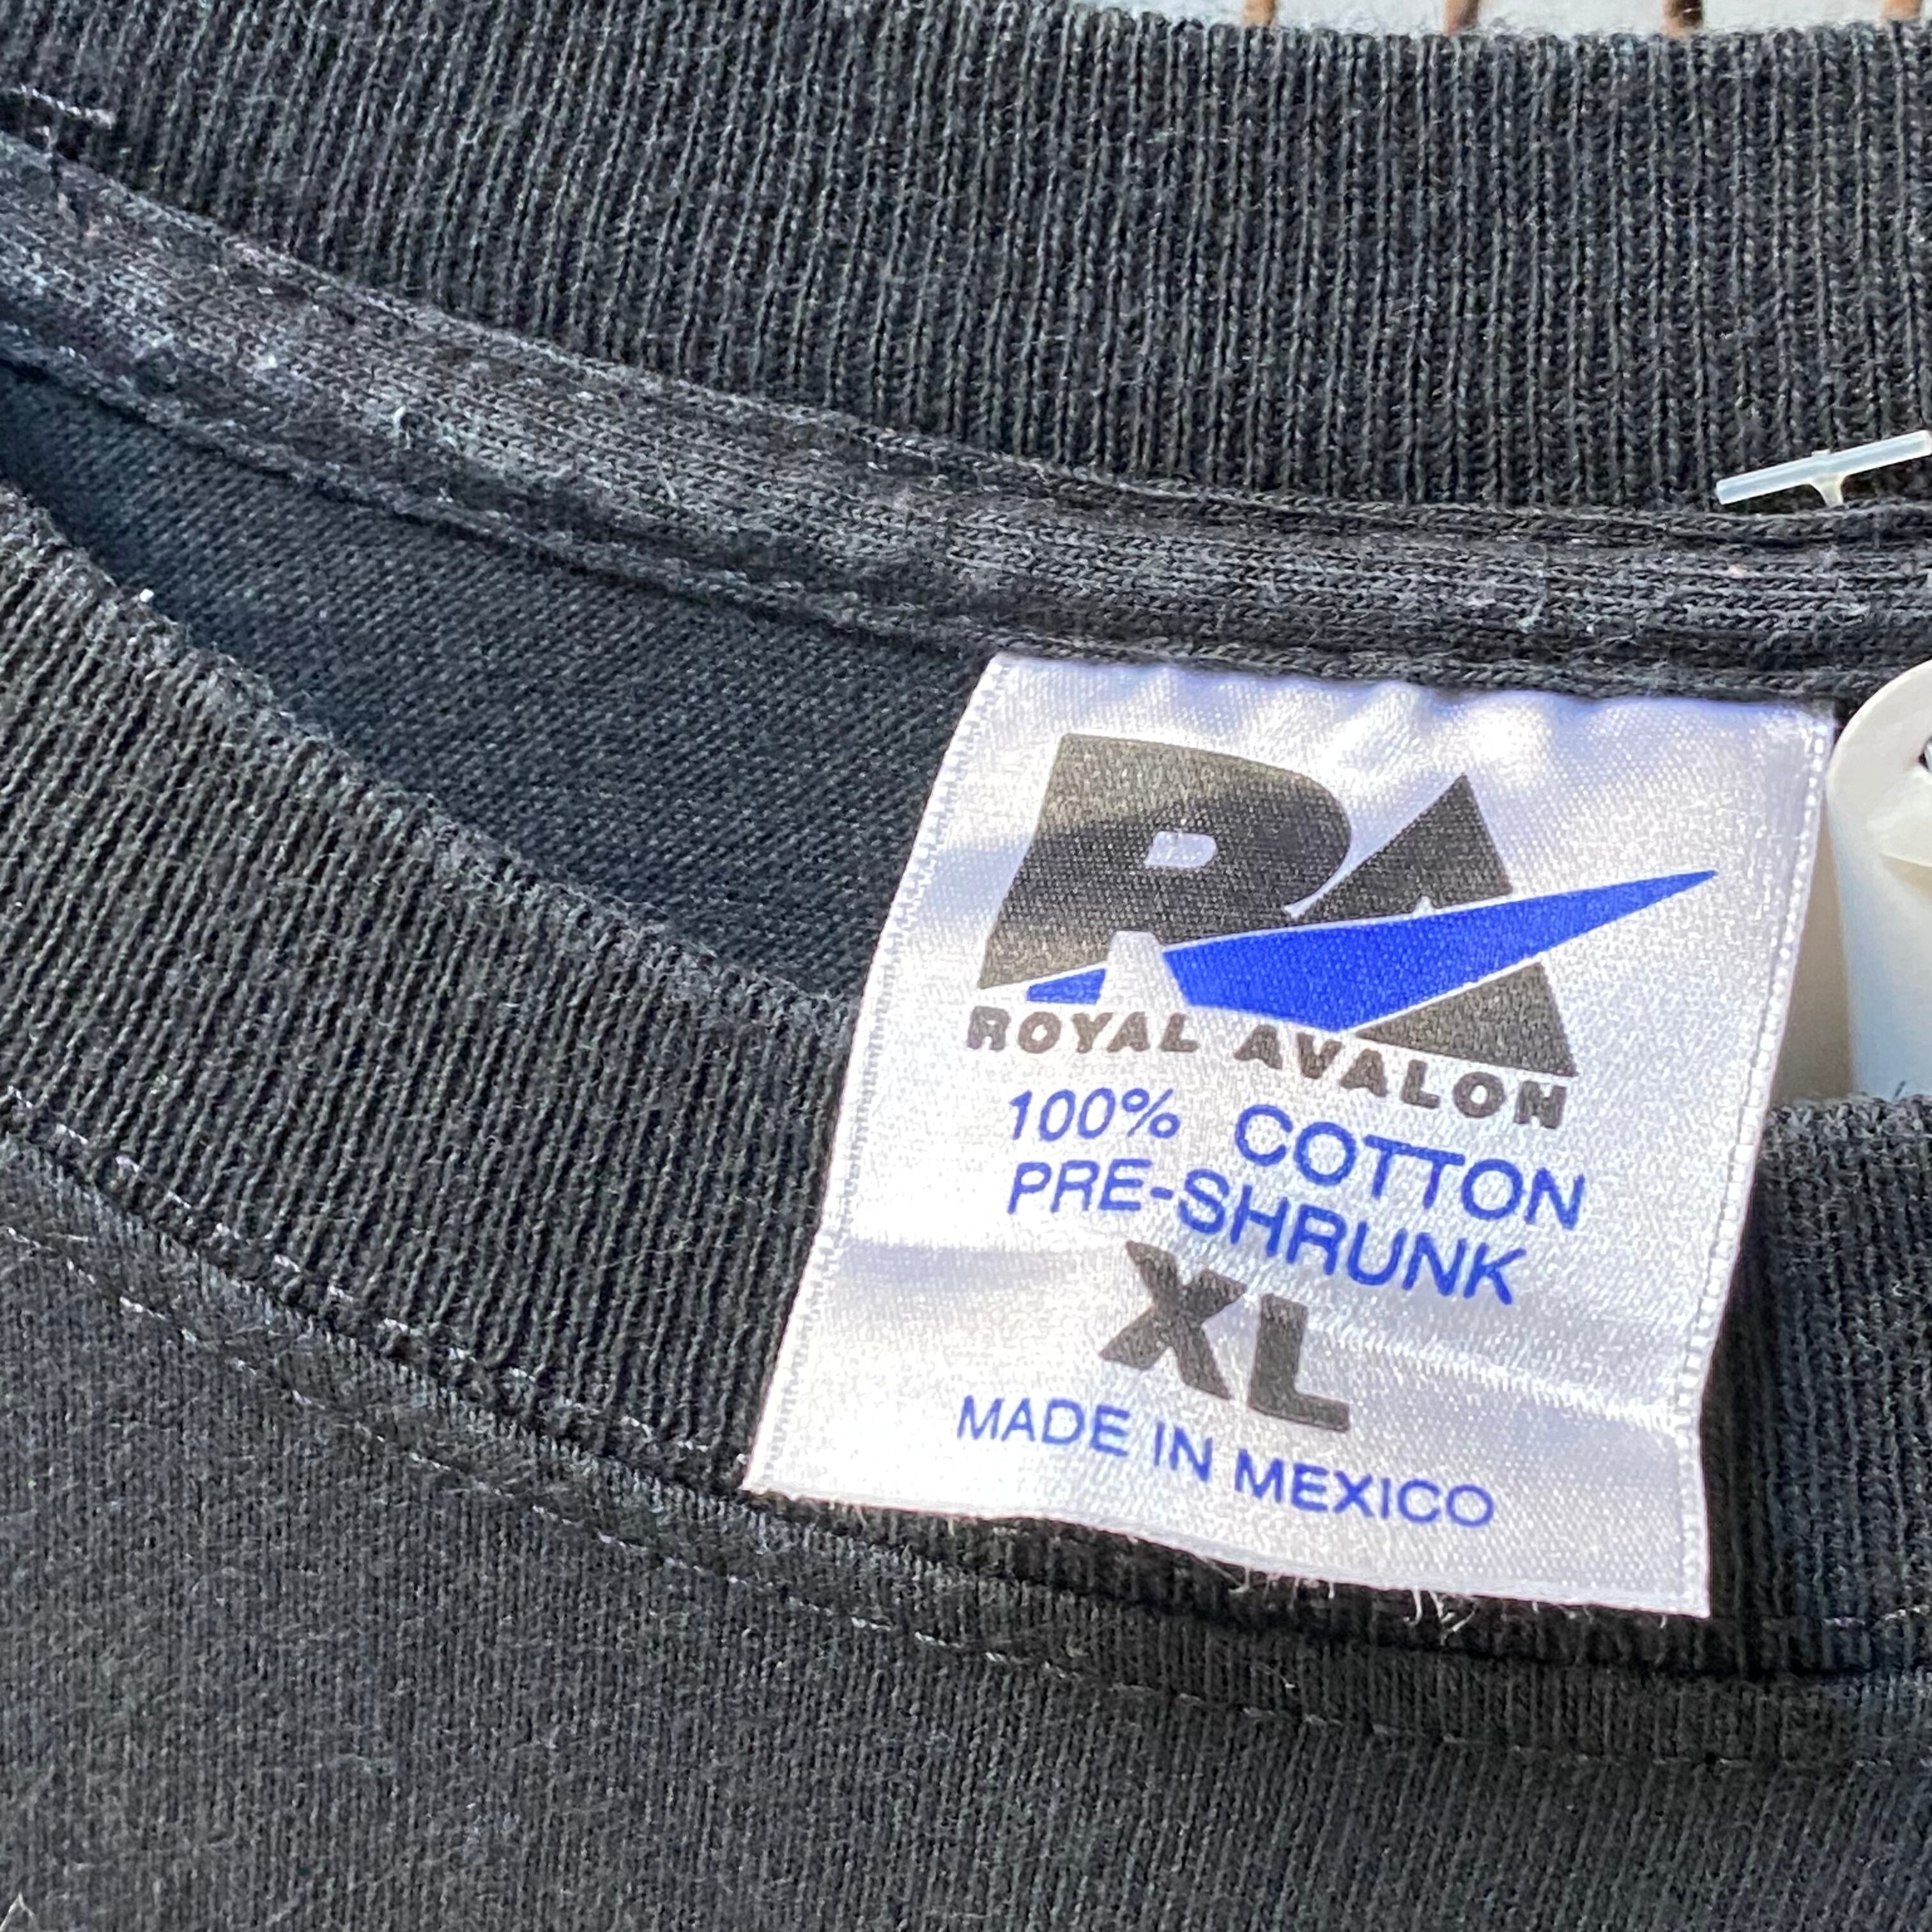 RA
ROYAL AVALON
100% COTTON
PRE-SHRUNK
XL
MADE IN MEXICO